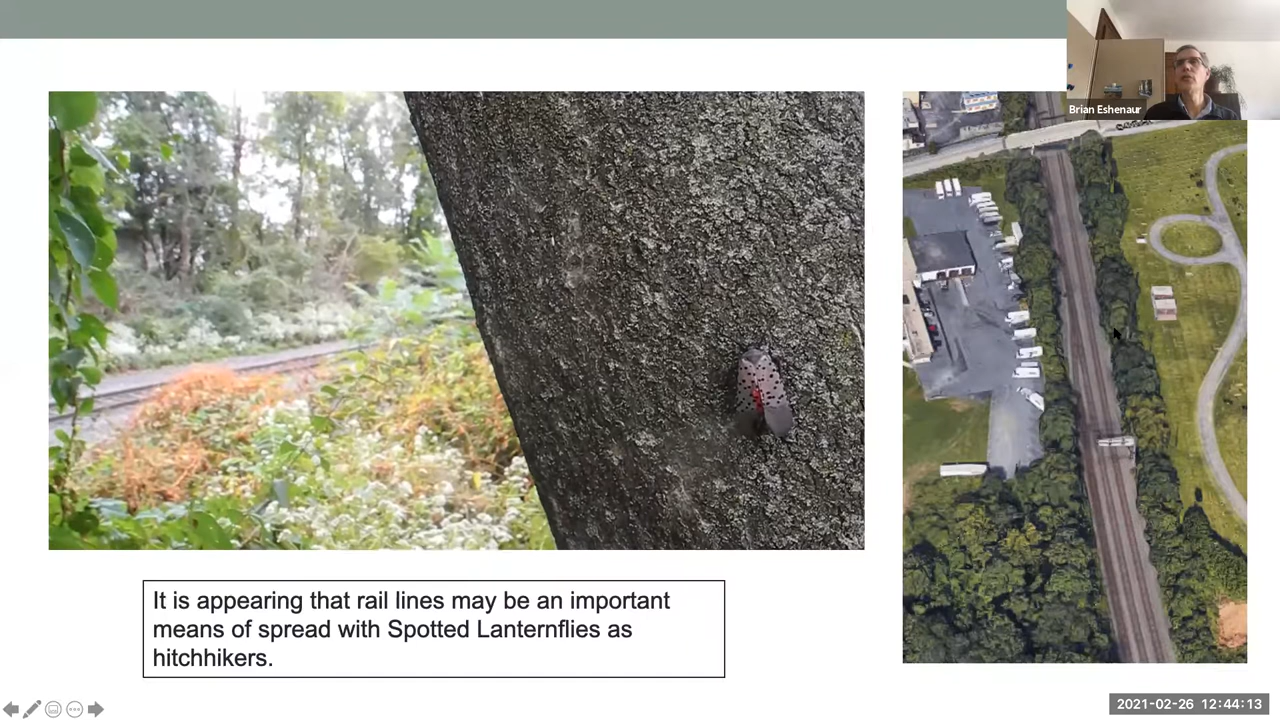 Brian Eshenaur
It is appearing that rail lines may be an important
means of spread with Spotted Lanternflies as
hitchhikers.
2021-02-26 12:44:13